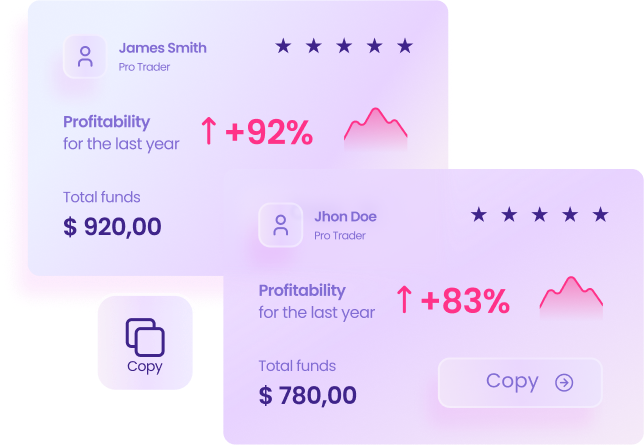 James Smith
Pro Trader
★ ★ ★ ★ ★
Profitability
for the last year
↑ +92%
Total funds
$ 920,00
Jhon Doe
Pro Trader
★ ★ ★ ★ ★
Profitability
for the last year
↑ +83%
Total funds
$ 780,00
Copy
Copy